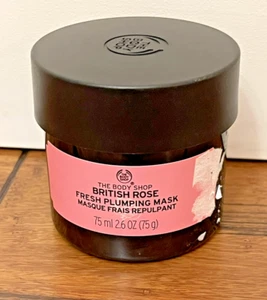 THE BODY SHOP
BRITISH ROSE
FRESH PLUMPING MASK
MASQUE FRAIS REPULPANT
75 ml 2.6 OZ (75 g)